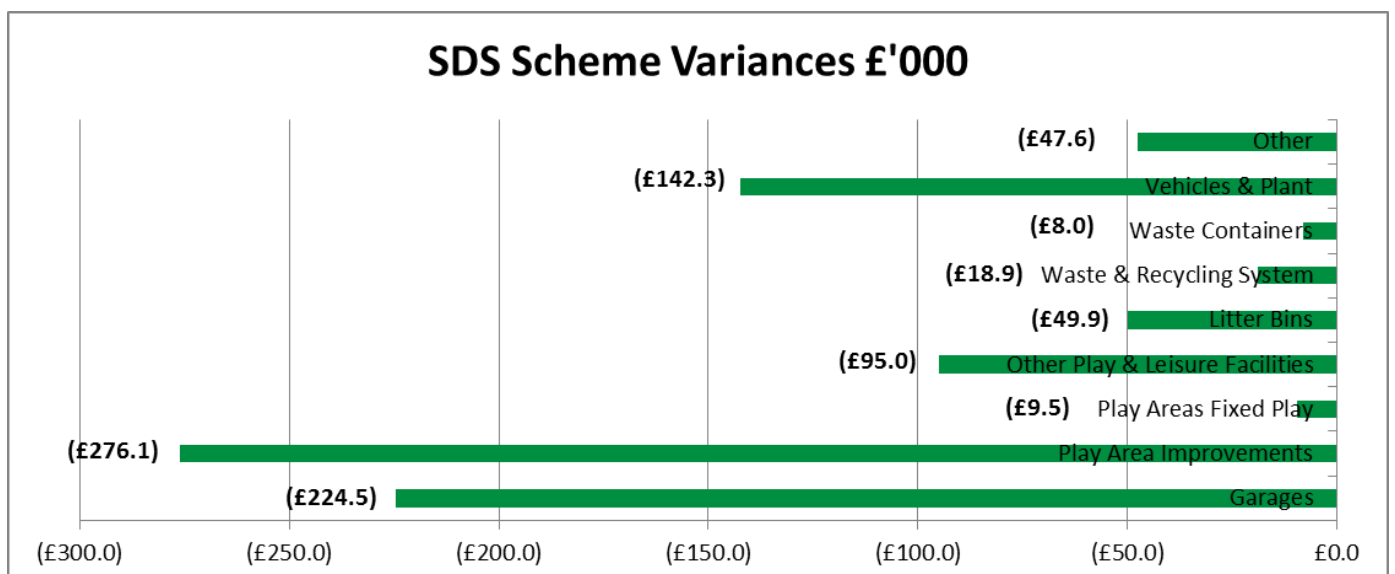 SDS Scheme Variances £'000
(£47.6) Other
(£142.3) Vehicles & Plant
(£8.0) Waste Containers
(£18.9) Waste & Recycling System
(£49.9) Litter Bins
(£95.0) Other Play & Leisure Facilities
(£9.5) Play Areas Fixed Play
(£276.1) Play Area Improvements
(£224.5) Garages
(£300.0) (£250.0) (£200.0) (£150.0) (£100.0) (£50.0) £0.0